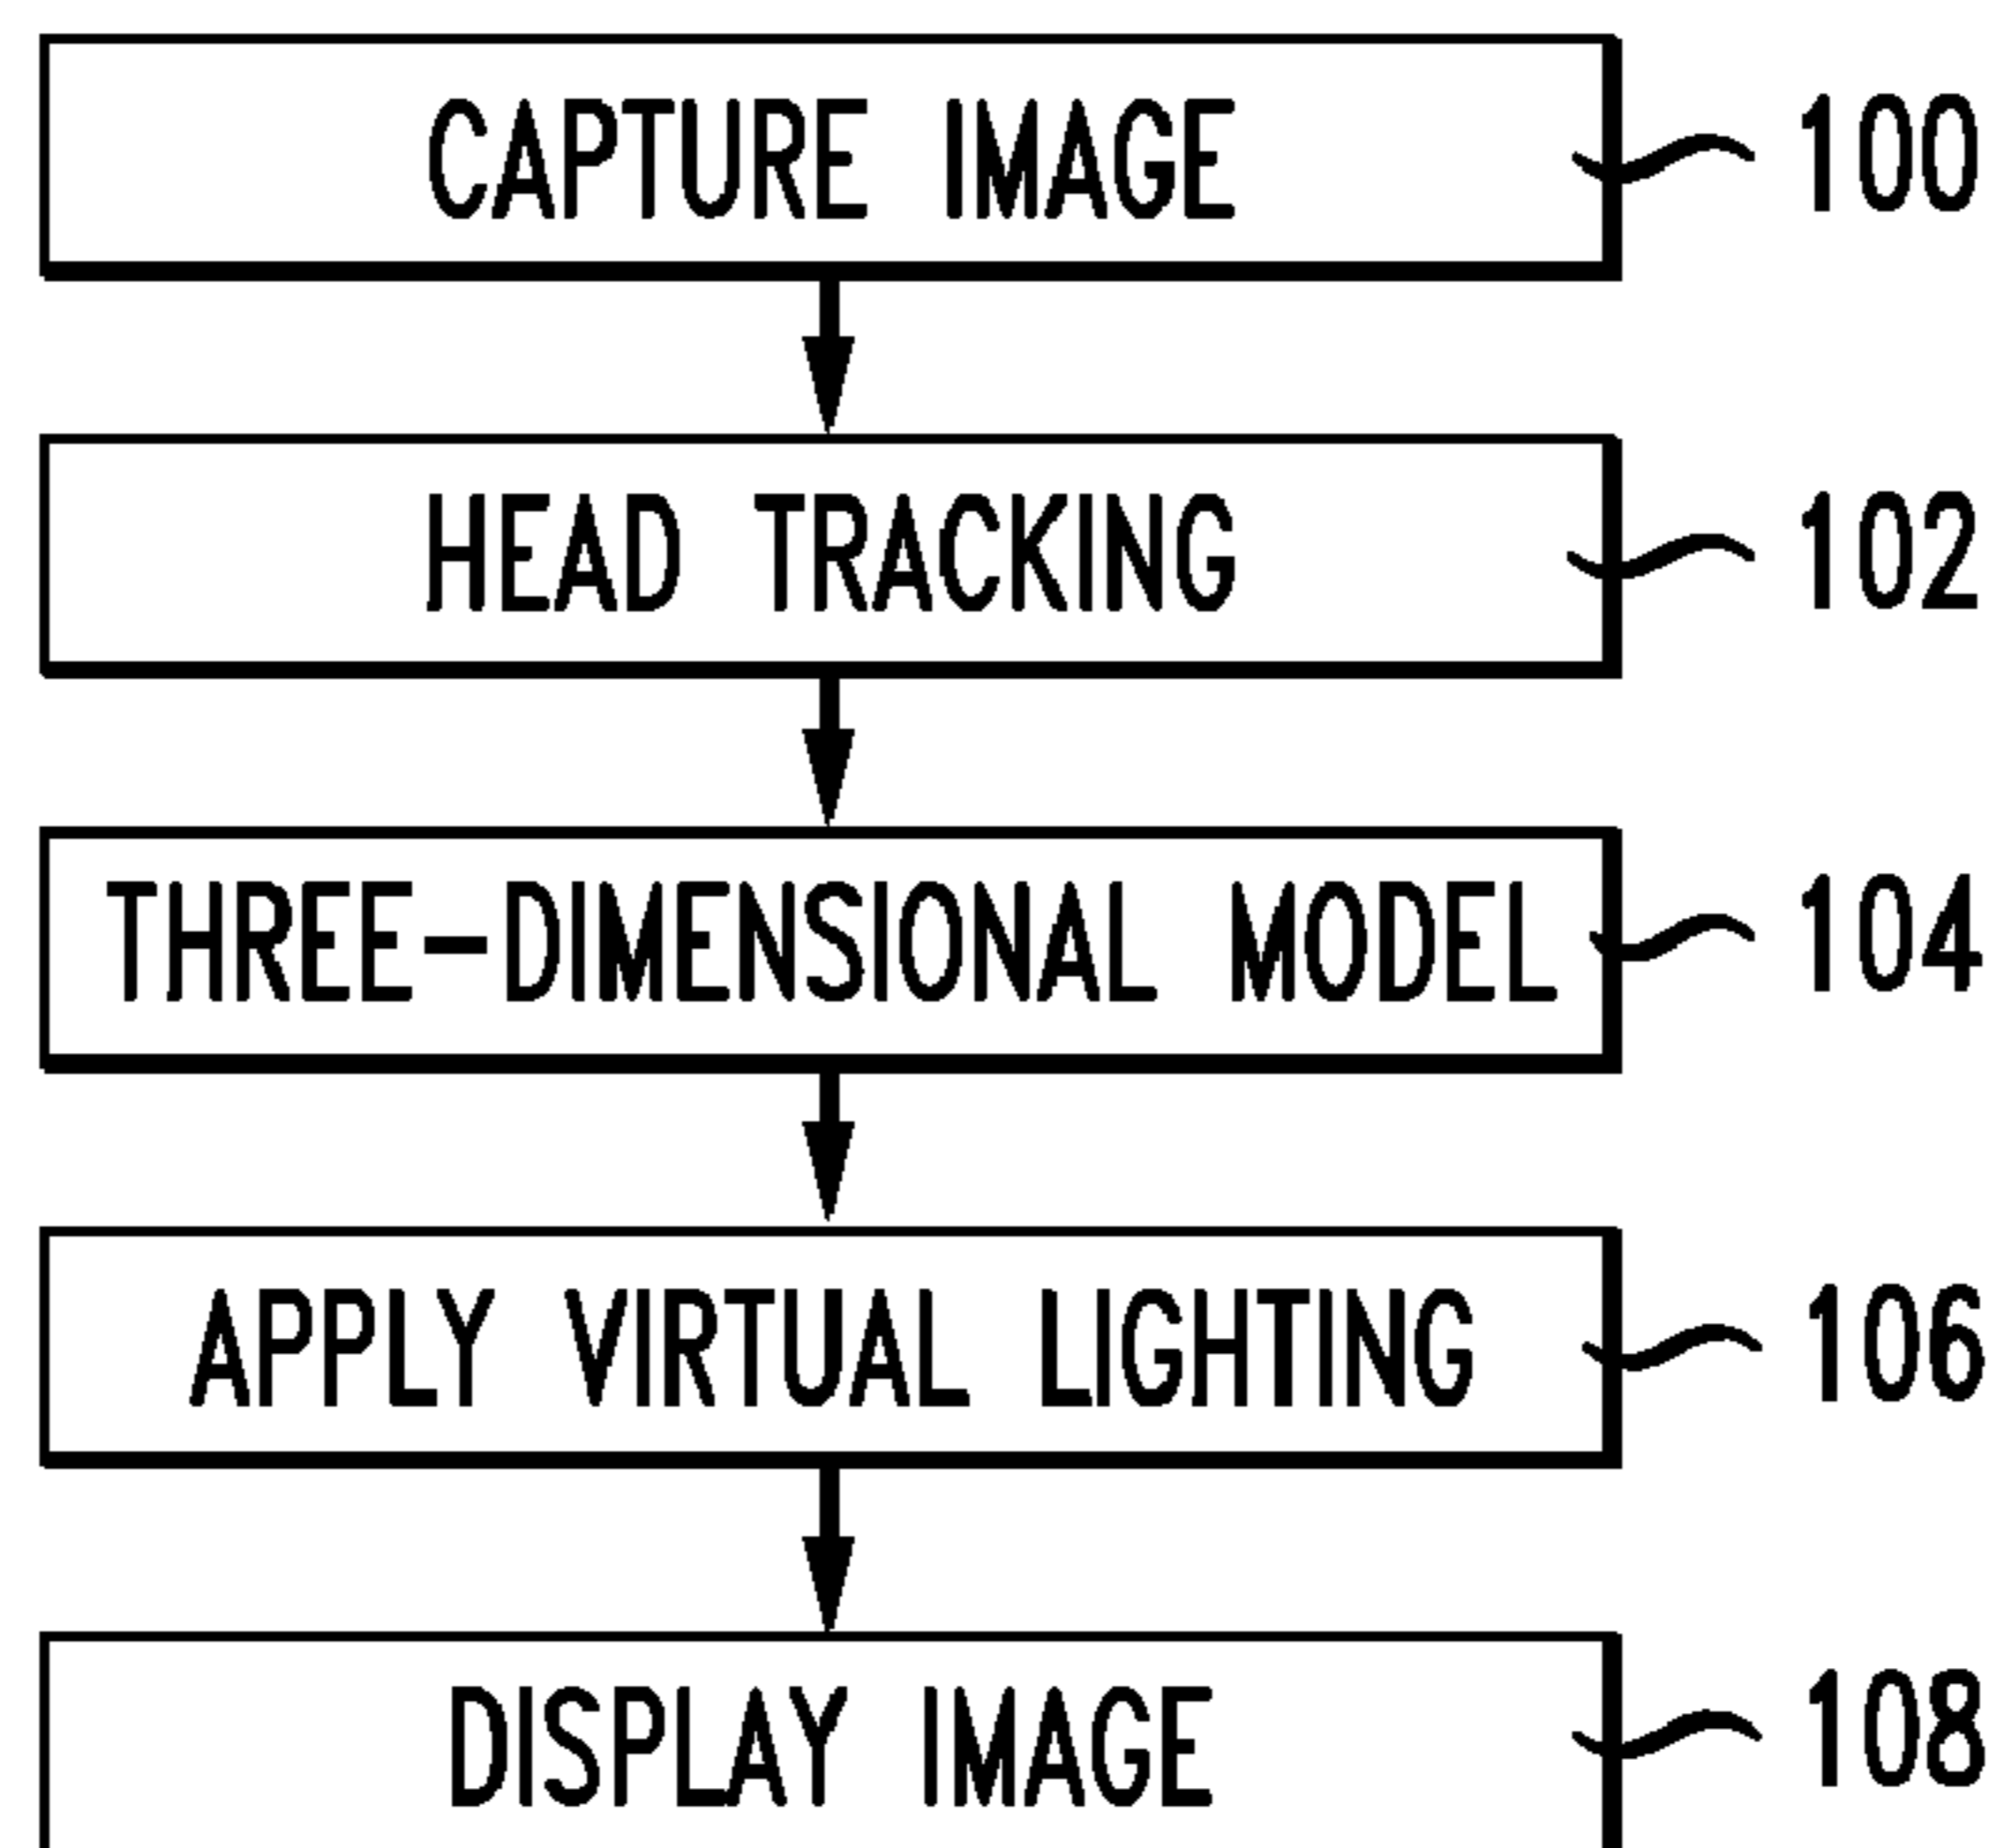 CAPTURE IMAGE 100
HEAD TRACKING 102
THREE-DIMENSIONAL MODEL 104
APPLY VIRTUAL LIGHTING 106
DISPLAY IMAGE 108